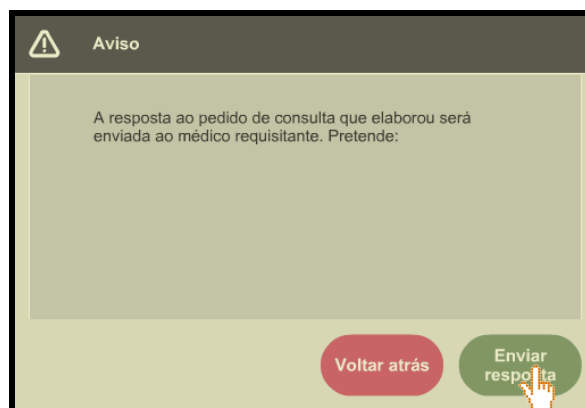 Aviso
A resposta ao pedido de consulta que elaborou será
enviada ao médico requisitante. Pretende:
Voltar atrás
Enviar
resposta